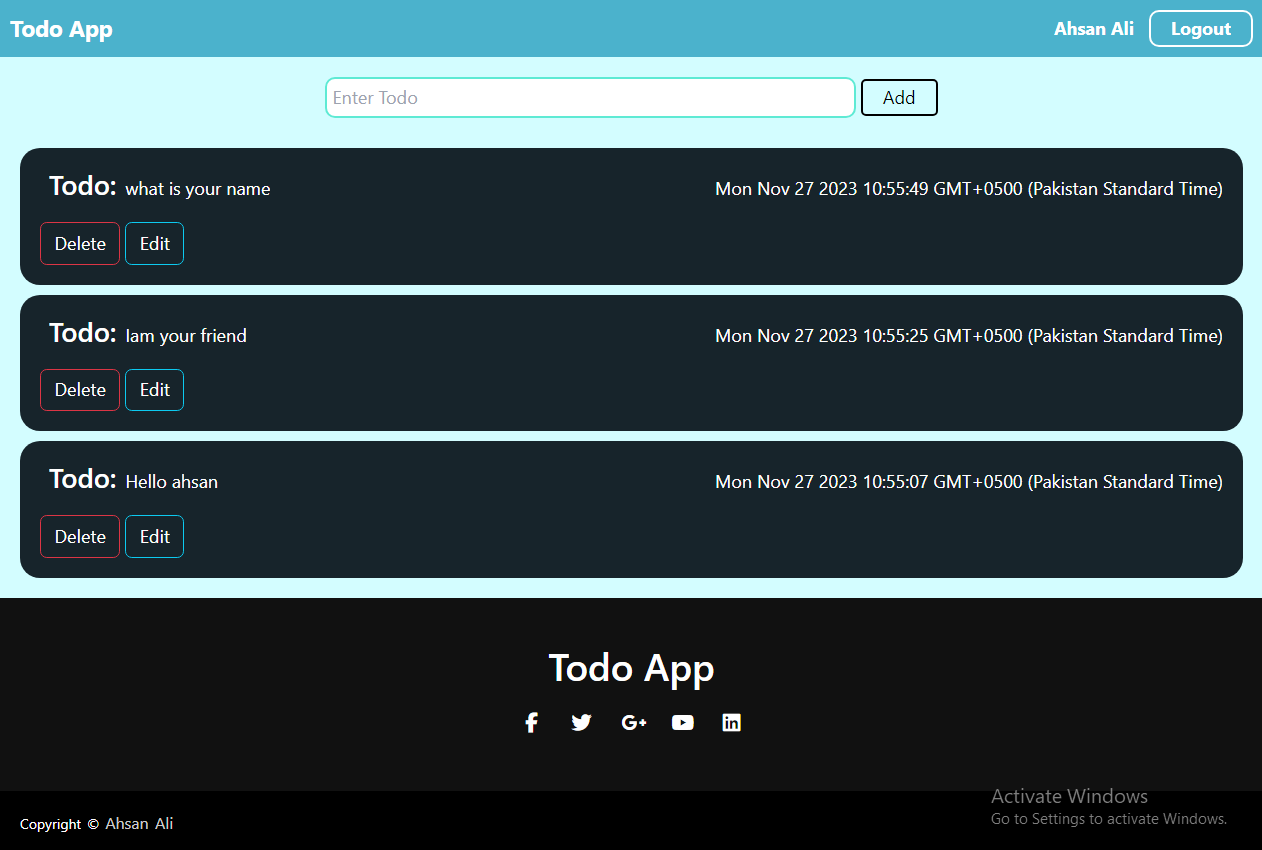 Todo App
Ahsan Ali
Logout
Enter Todo
Add
Todo: what is your name
Mon Nov 27 2023 10:55:49 GMT+0500 (Pakistan Standard Time)
Delete
Edit
Todo: Iam your friend
Mon Nov 27 2023 10:55:25 GMT+0500 (Pakistan Standard Time)
Delete
Edit
Todo: Hello ahsan
Mon Nov 27 2023 10:55:07 GMT+0500 (Pakistan Standard Time)
Delete
Edit
Todo App
Activate Windows
Go to Settings to activate Windows.
Copyright © Ahsan Ali